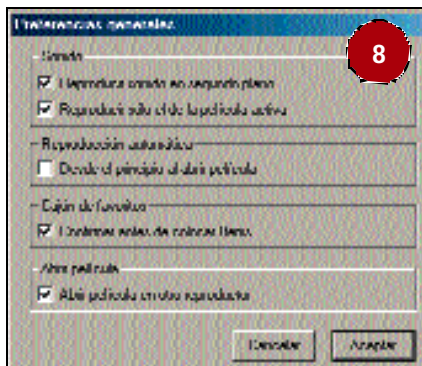 Preferencias generales
8
Sonido
Reproducir sonido en segundo plano
Reproducir sólo el de la película activa
Reproducción automática
Desde el principio al abrir película
Cajón de favoritos
Confirmar antes de colocar ítems
Abrir película
Abrir película en otro reproductor
Cancelar
Aceptar